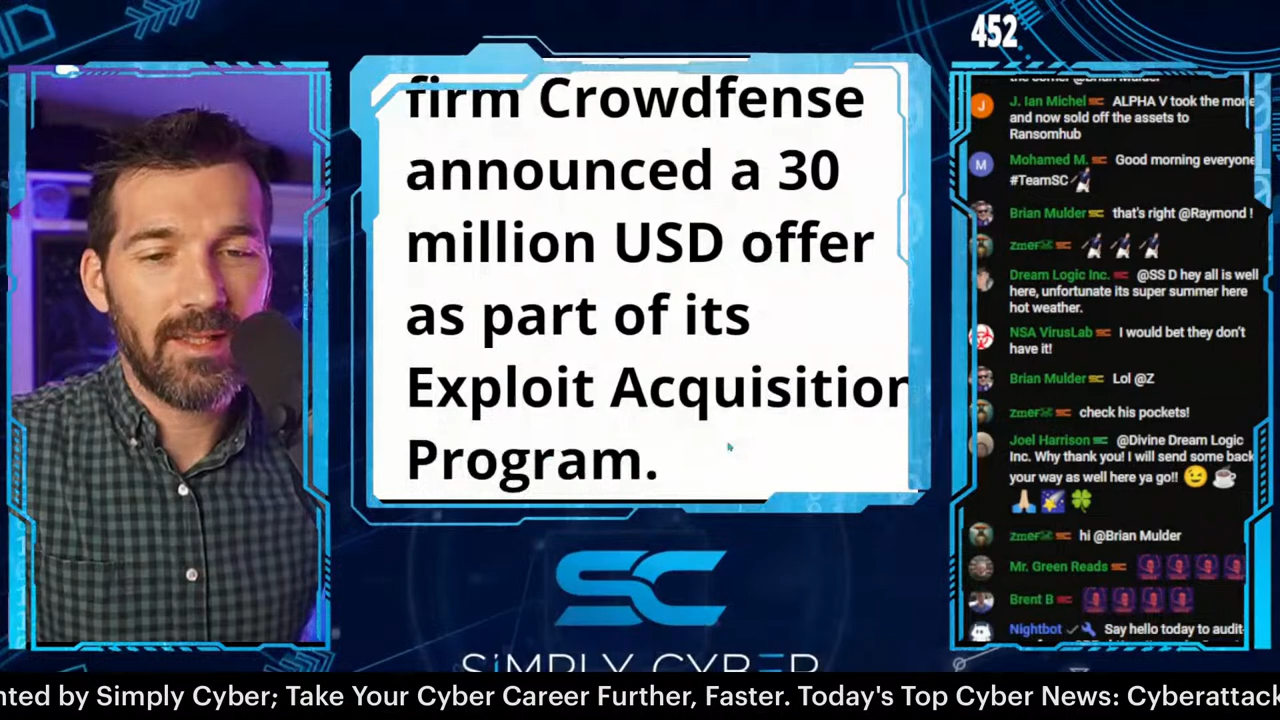 452
firm Crowdfense
announced a 30
million USD offer
as part of its
Exploit Acquisition
Program.
SC
SIMPLY CYBER
J. Ian Michel ALPHA V took the mone
and now sold off the assets to
Ransomhub
Mohamed M. Good morning everyone
#TeamSC
Brian Mulder that's right @Raymond !
zmer
Dream Logic Inc. @SS D hey all is well
here, unfortunate its super summer here
hot weather.
NSA VirusLab I would bet they don't
have it!
Brian Mulder Lol @Z
zmer check his pockets!
Joel Harrison @Divine Dream Logic
Inc. Why thank you! I will send some back
your way as well here ya go!! 😉 ☕
🙏🏼 🌠 🍀
zmer hi @Brian Mulder
Mr. Green Reads
Brent B
Nightbot Say hello today to audit-
nted by Simply Cyber; Take Your Cyber Career Further, Faster. Today's Top Cyber News: Cyberattack